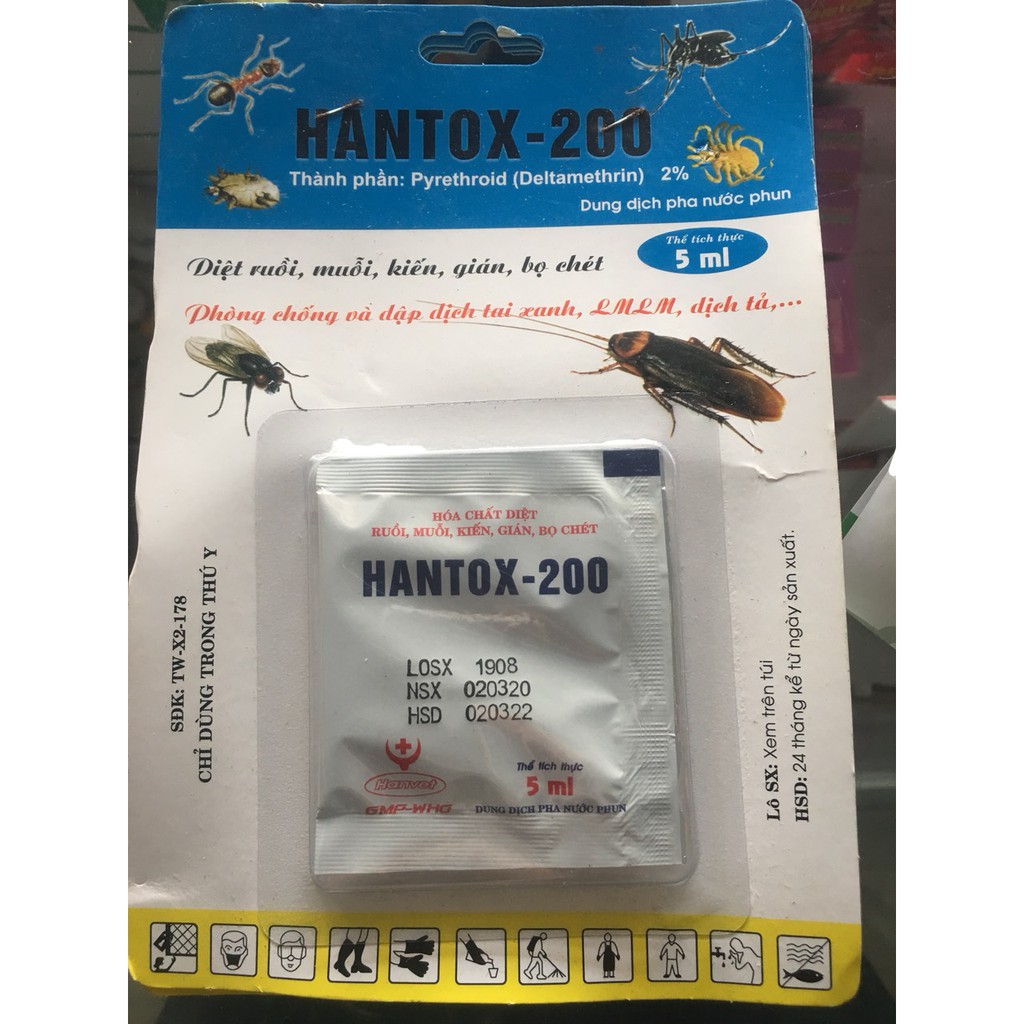 HANTOX-200
Thành phần: Pyrethroid (Deltamethrin) 2%
Dung dịch pha nước phun
Thể tích thực
5 ml
Diệt ruồi, muỗi, kiến, gián, bọ chét
Phòng chống và dập dịch tai xanh, LMLM, dịch tả,...
HÓA CHẤT DIỆT
RUỒI, MUỖI, KIẾN, GIÁN, BỌ CHÉT
HANTOX-200
LOSX 1908
NSX 020320
HSD 020322
Hanvet
GMP-WHO
Thể tích thực
5 ml
DUNG DỊCH PHA NƯỚC PHUN
SĐK: TW-X2-178
CHỈ DÙNG TRONG THÚ Y
Lô SX: Xem trên túi
HSD: 24 tháng kể từ ngày sản xuất.